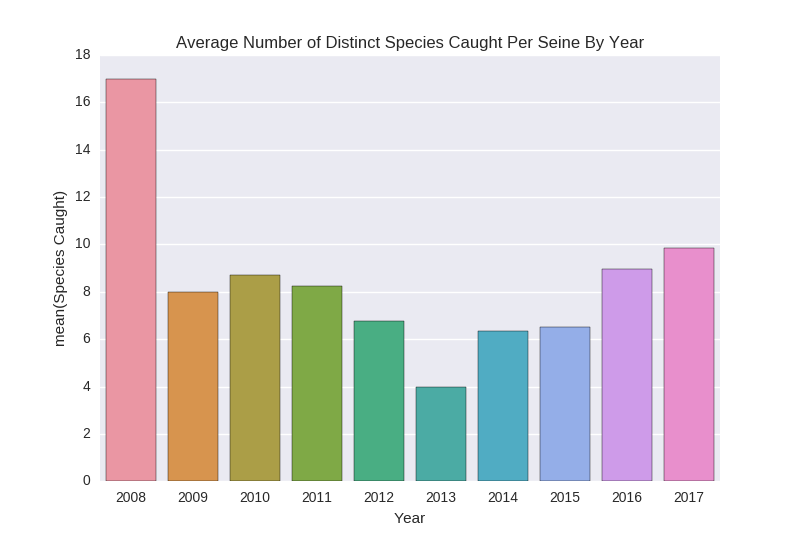 Average Number of Distinct Species Caught Per Seine By Year
18
16
14
12
10
8
6
4
2
0
mean(Species Caught)
2008 2009 2010 2011 2012 2013 2014 2015 2016 2017
Year